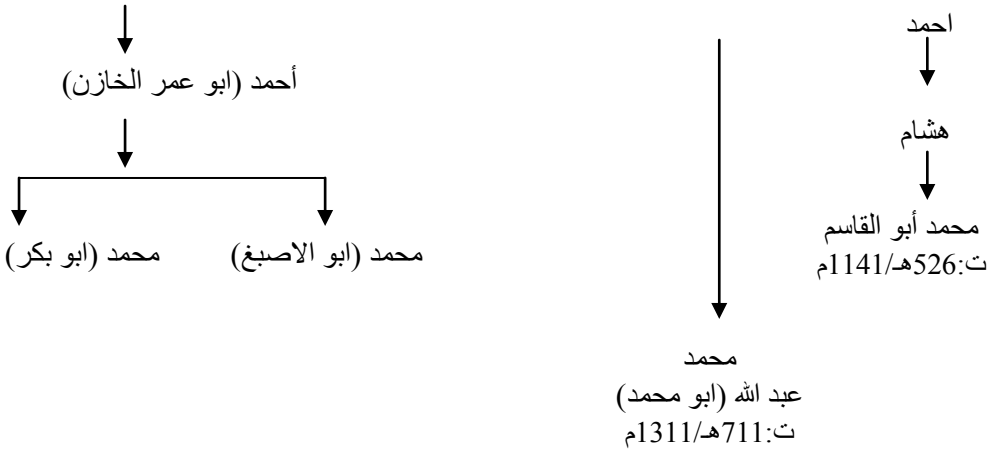 احمد
أحمد (ابو عمر الخازن)
هشام
محمد أبو القاسم
ت:526هـ/1141م
محمد (ابو الاصبغ)
محمد (ابو بكر)
محمد
عبد الله (ابو محمد)
ت:711هـ/1311م